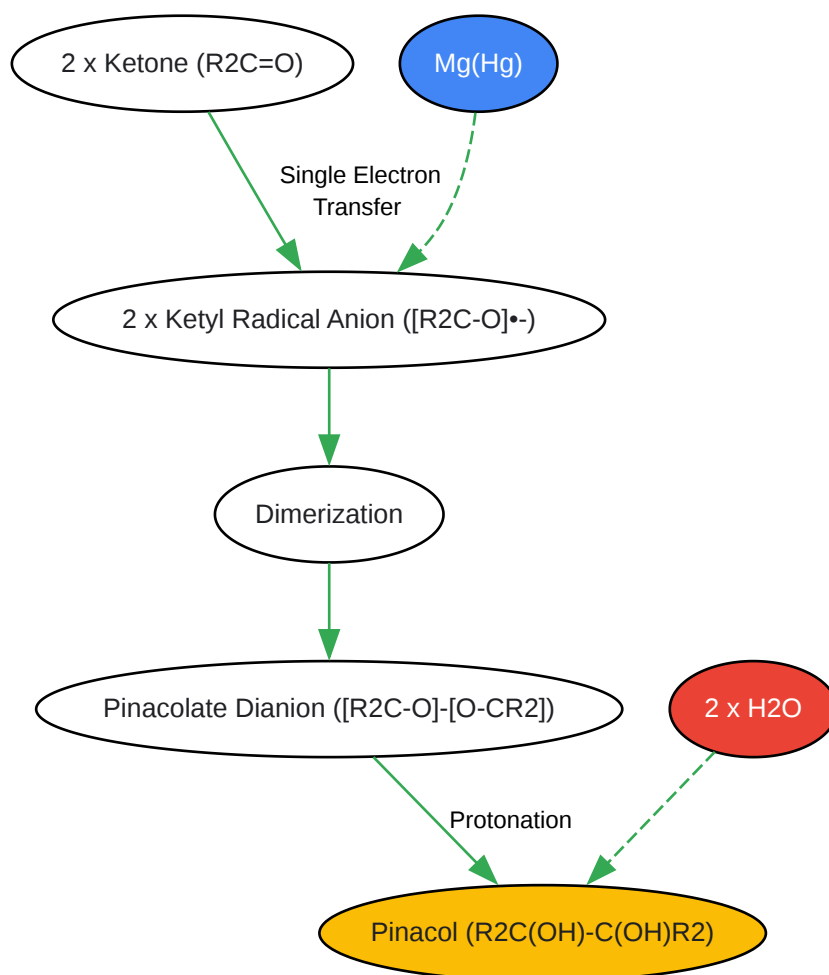 2 x Ketone (R2C=O)
Mg(Hg)
Single Electron
Transfer
2 x Ketyl Radical Anion ([R2C-O]•-)
Dimerization
Pinacolate Dianion ([R2C-O]-[O-CR2])
2 x H2O
Protonation
Pinacol (R2C(OH)-C(OH)R2)